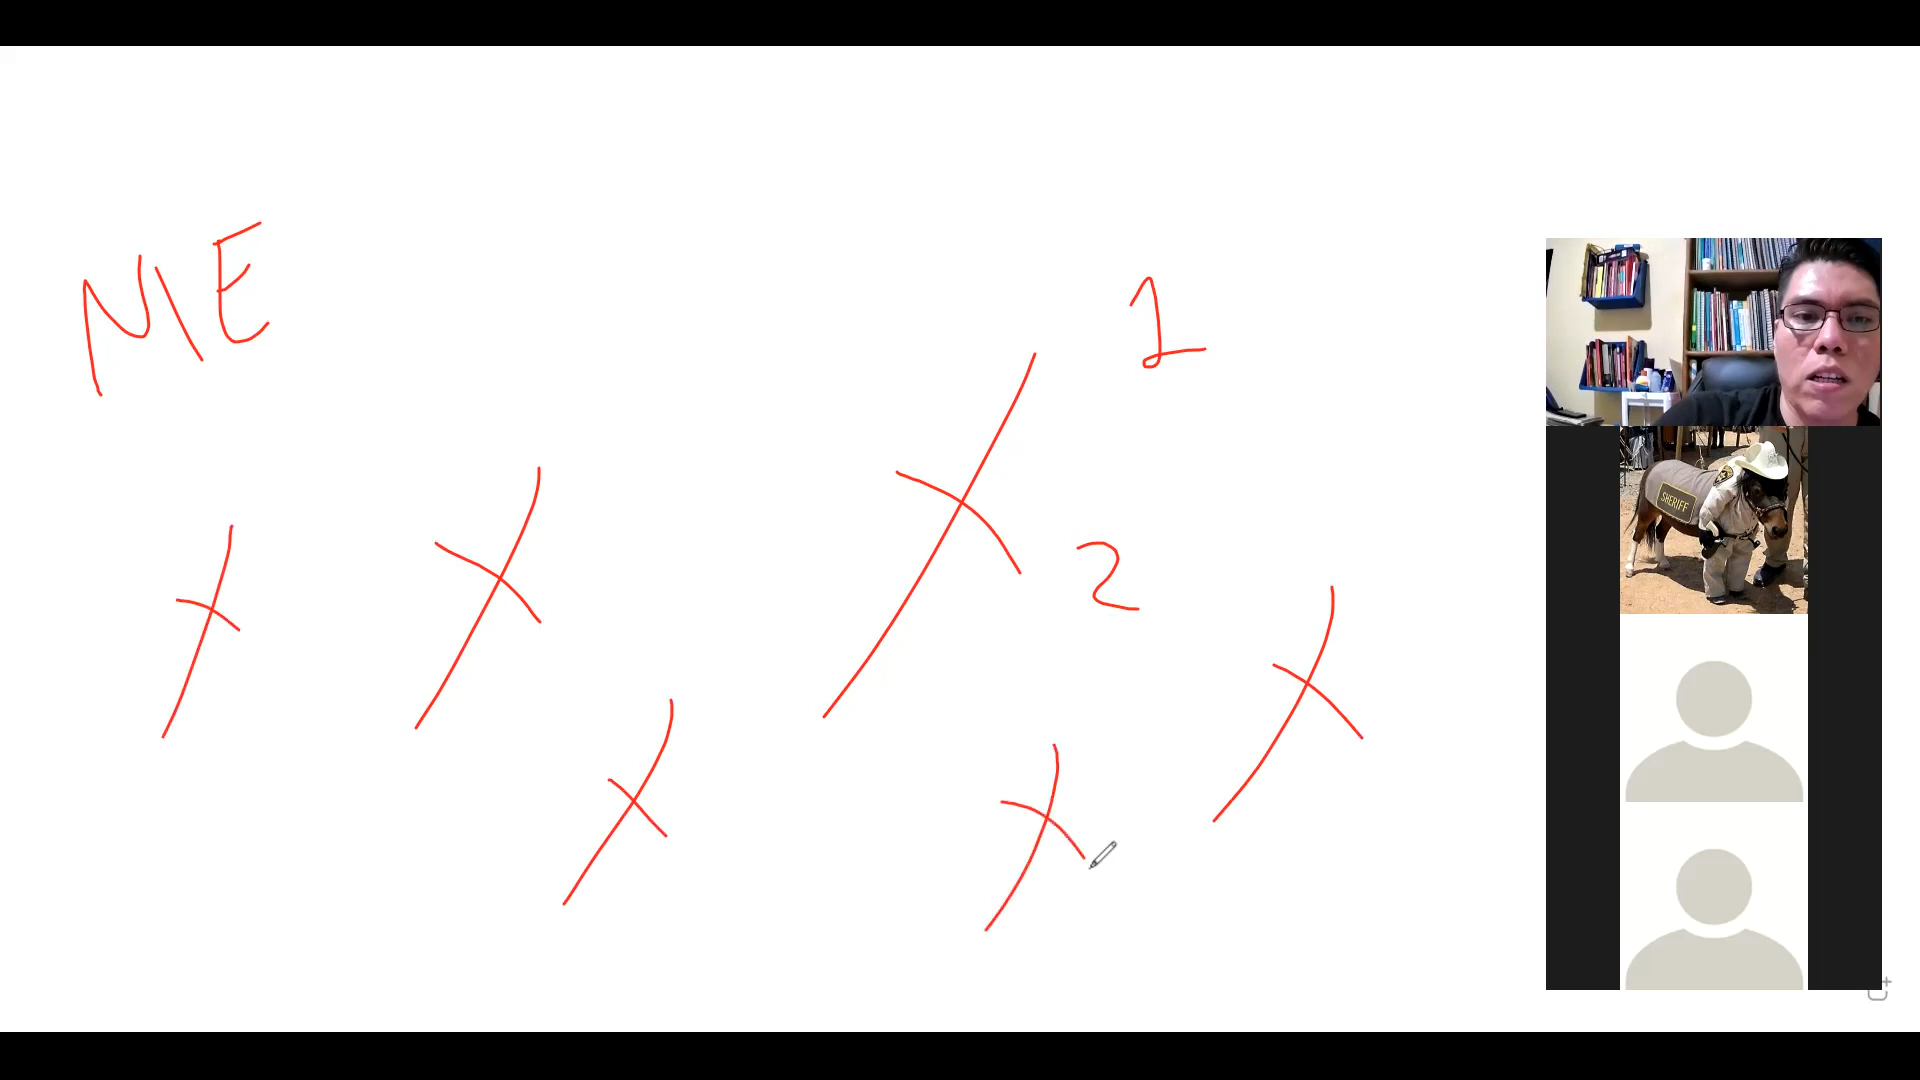 ME
1
x x x 2
x x x
SHERIFF